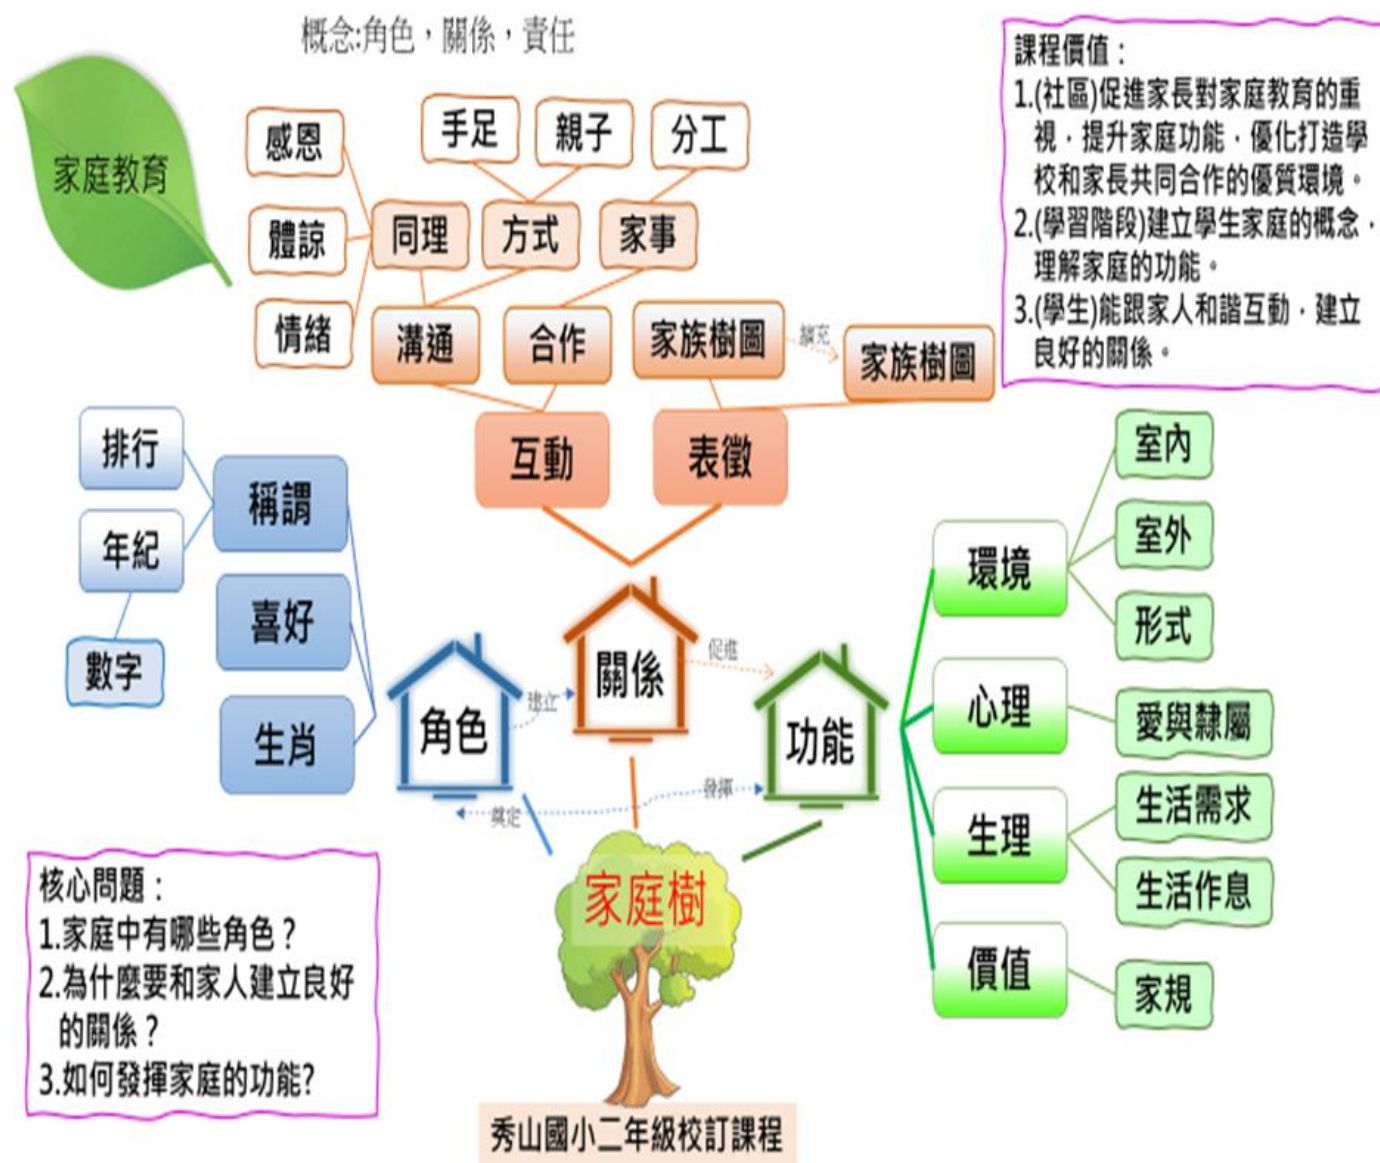 概念:角色，關係，責任
家庭教育
課程價值：
1.(社區)促進家長對家庭教育的重
視，提升家庭功能，優化打造學
校和家長共同合作的優質環境。
2.(學習階段)建立學生家庭的概念，
理解家庭的功能。
3.(學生)能跟家人和諧互動，建立
良好的關係。
感恩
體諒
情緒
手足
親子
分工
同理
方式
家事
溝通
合作
家族樹圖
擴充
家族樹圖
互動
表徵
排行
年紀
數字
稱謂
喜好
生肖
角色
建立
關係
促進
功能
奠定
發揮
環境
室內
室外
形式
心理
愛與隸屬
生理
生活需求
生活作息
價值
家規
家庭樹
核心問題：
1.家庭中有哪些角色？
2.為什麼要和家人建立良好
的關係？
3.如何發揮家庭的功能?
秀山國小二年級校訂課程